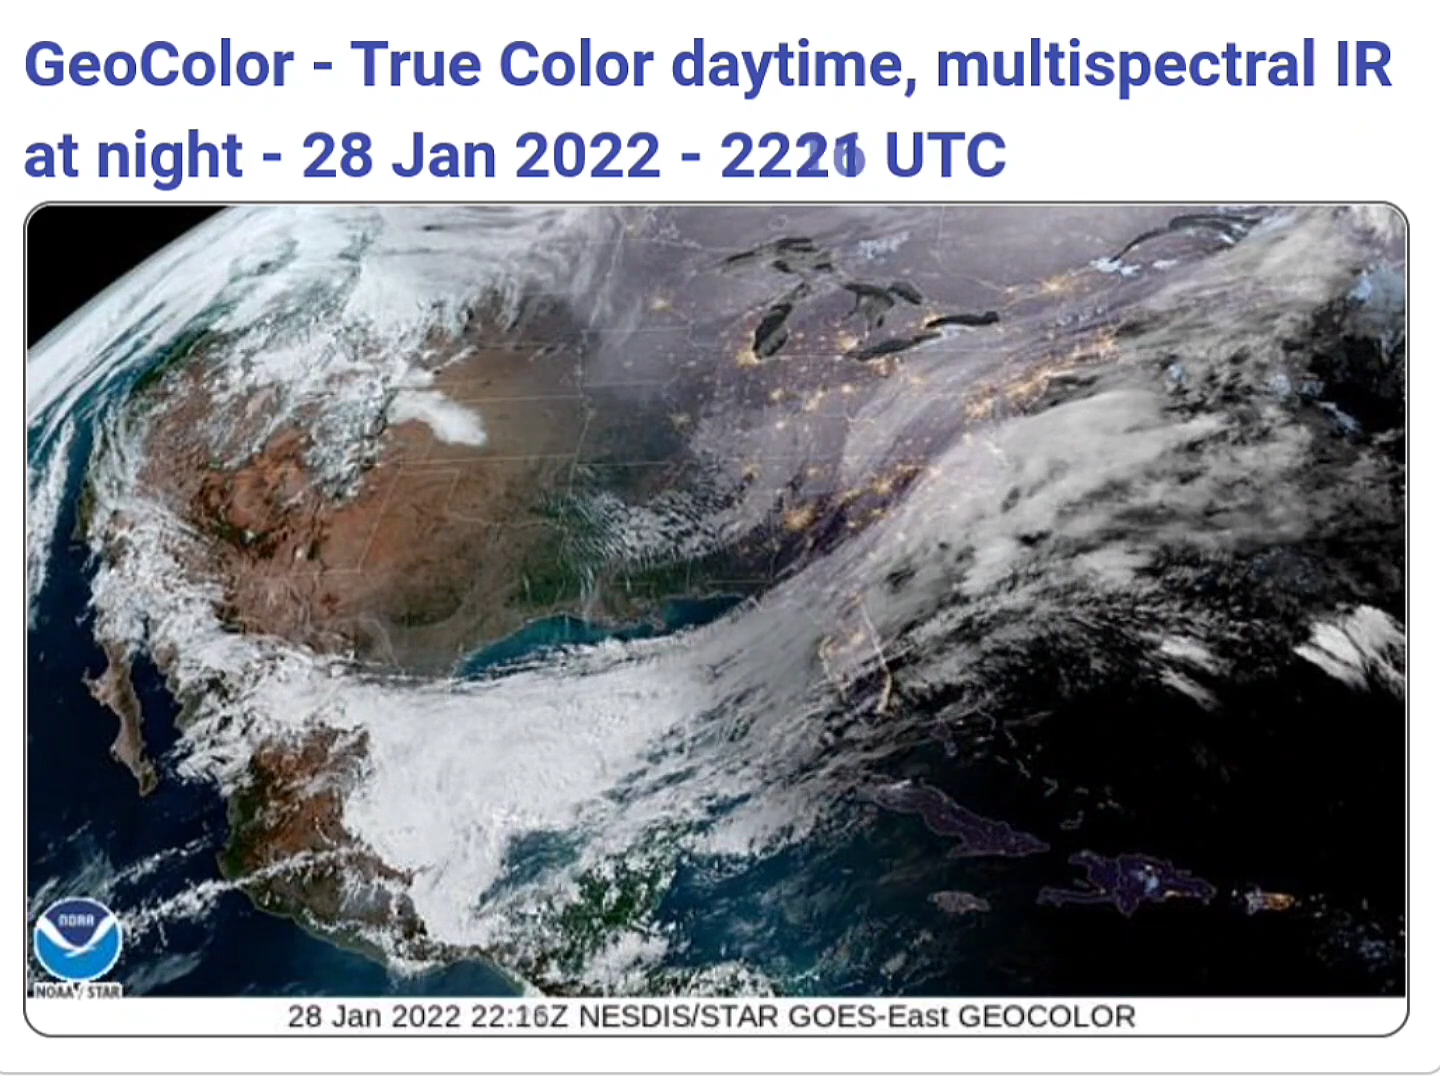 GeoColor - True Color daytime, multispectral IR
at night - 28 Jan 2022 - UTC
NOAA
NOAA / STAR
28 Jan 2022 22:16Z NESDIS/STAR GOES-East GEOCOLOR